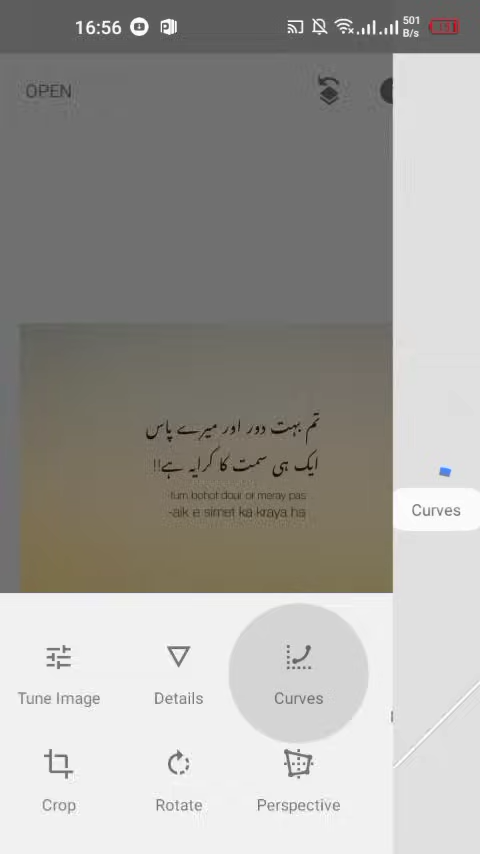 16:56
501
B/s
15
OPEN
تم بہت دور اور میرے پاس
ایک ہی سمت کا کرایہ ہے!!
-tum bohot dour or meray pas
-aik e simet ka kraya ha
Curves
Tune Image
Details
Curves
Crop
Rotate
Perspective